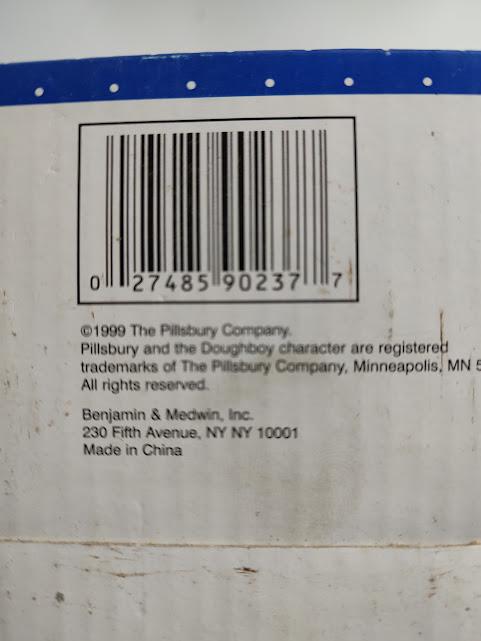 0 27485 90237 7
©1999 The Pillsbury Company.
Pillsbury and the Doughboy character are registered
trademarks of The Pillsbury Company, Minneapolis, MN
All rights reserved.
Benjamin & Medwin, Inc.
230 Fifth Avenue, NY NY 10001
Made in China